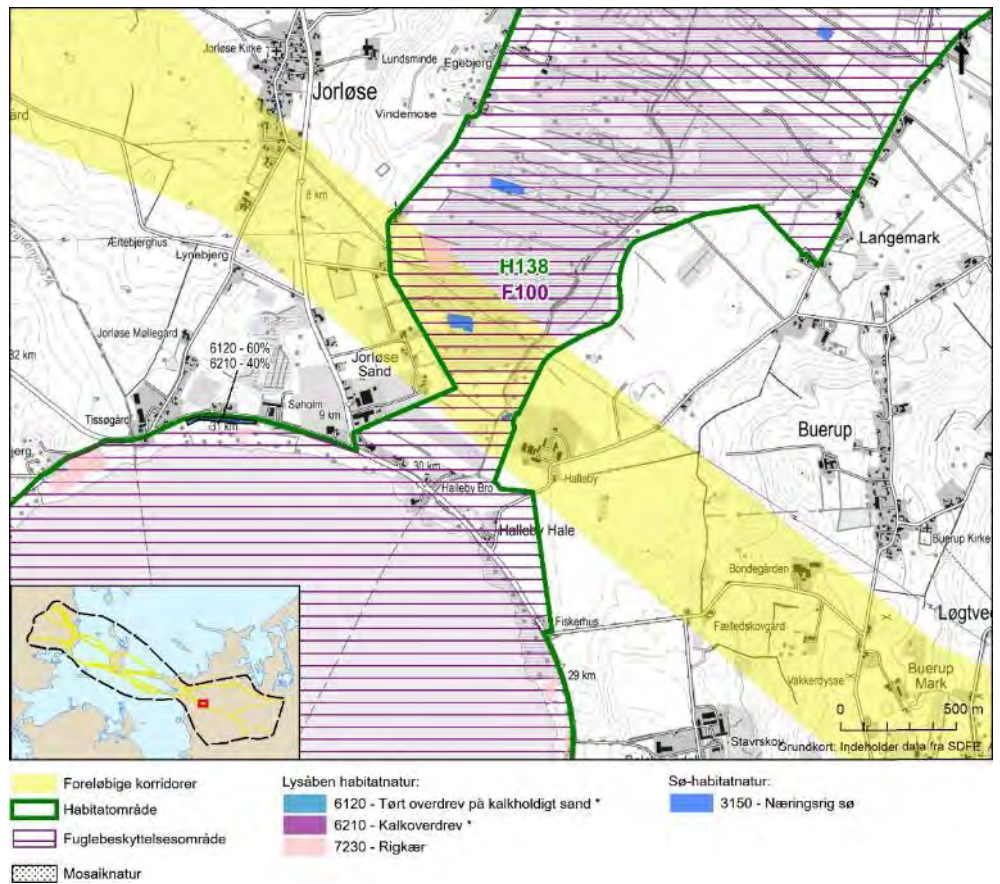 Jorløse Kirke
Lundsminde
Egebjerg
Jorløse
Vindemose
8 km
Ærtebjerghus
Lynebjerg
H138
F100
Langemark
Jorløse Møllegård
6120 - 60%
6210 - 40%
32 km
Jorløse
Sand
Tissøgård
Søholm
9 km
31 km
Buerup
30 km
Halleby Bro
Halleby
Halleby Hale
Buerup Kirke
Bondegården
Fiskerhus
Fælledskovgård
Løgtved
29 km
Vakkerdysse
Buerup
Mark
0 500 m
Stavrskov
Grundkort: Indeholder data fra SDFE
Foreløbige korridorer
Habitatområde
Fuglebeskyttelsesområde
Mosaiknatur
Lysåben habitatnatur:
6120 - Tørt overdrev på kalkholdigt sand *
6210 - Kalkoverdrev *
7230 - Rigkær
Sø-habitatnatur:
3150 - Næringsrig sø